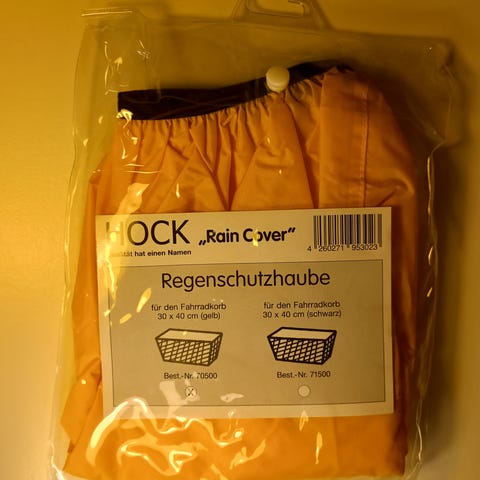 HOCK „Rain Cover“
Qualität hat einen Namen
4 260271 953023
Regenschutzhaube
für den Fahrradkorb
30 x 40 cm (gelb)
für den Fahrradkorb
30 x 40 cm (schwarz)
Best.-Nr. 70500
Best.-Nr. 71500